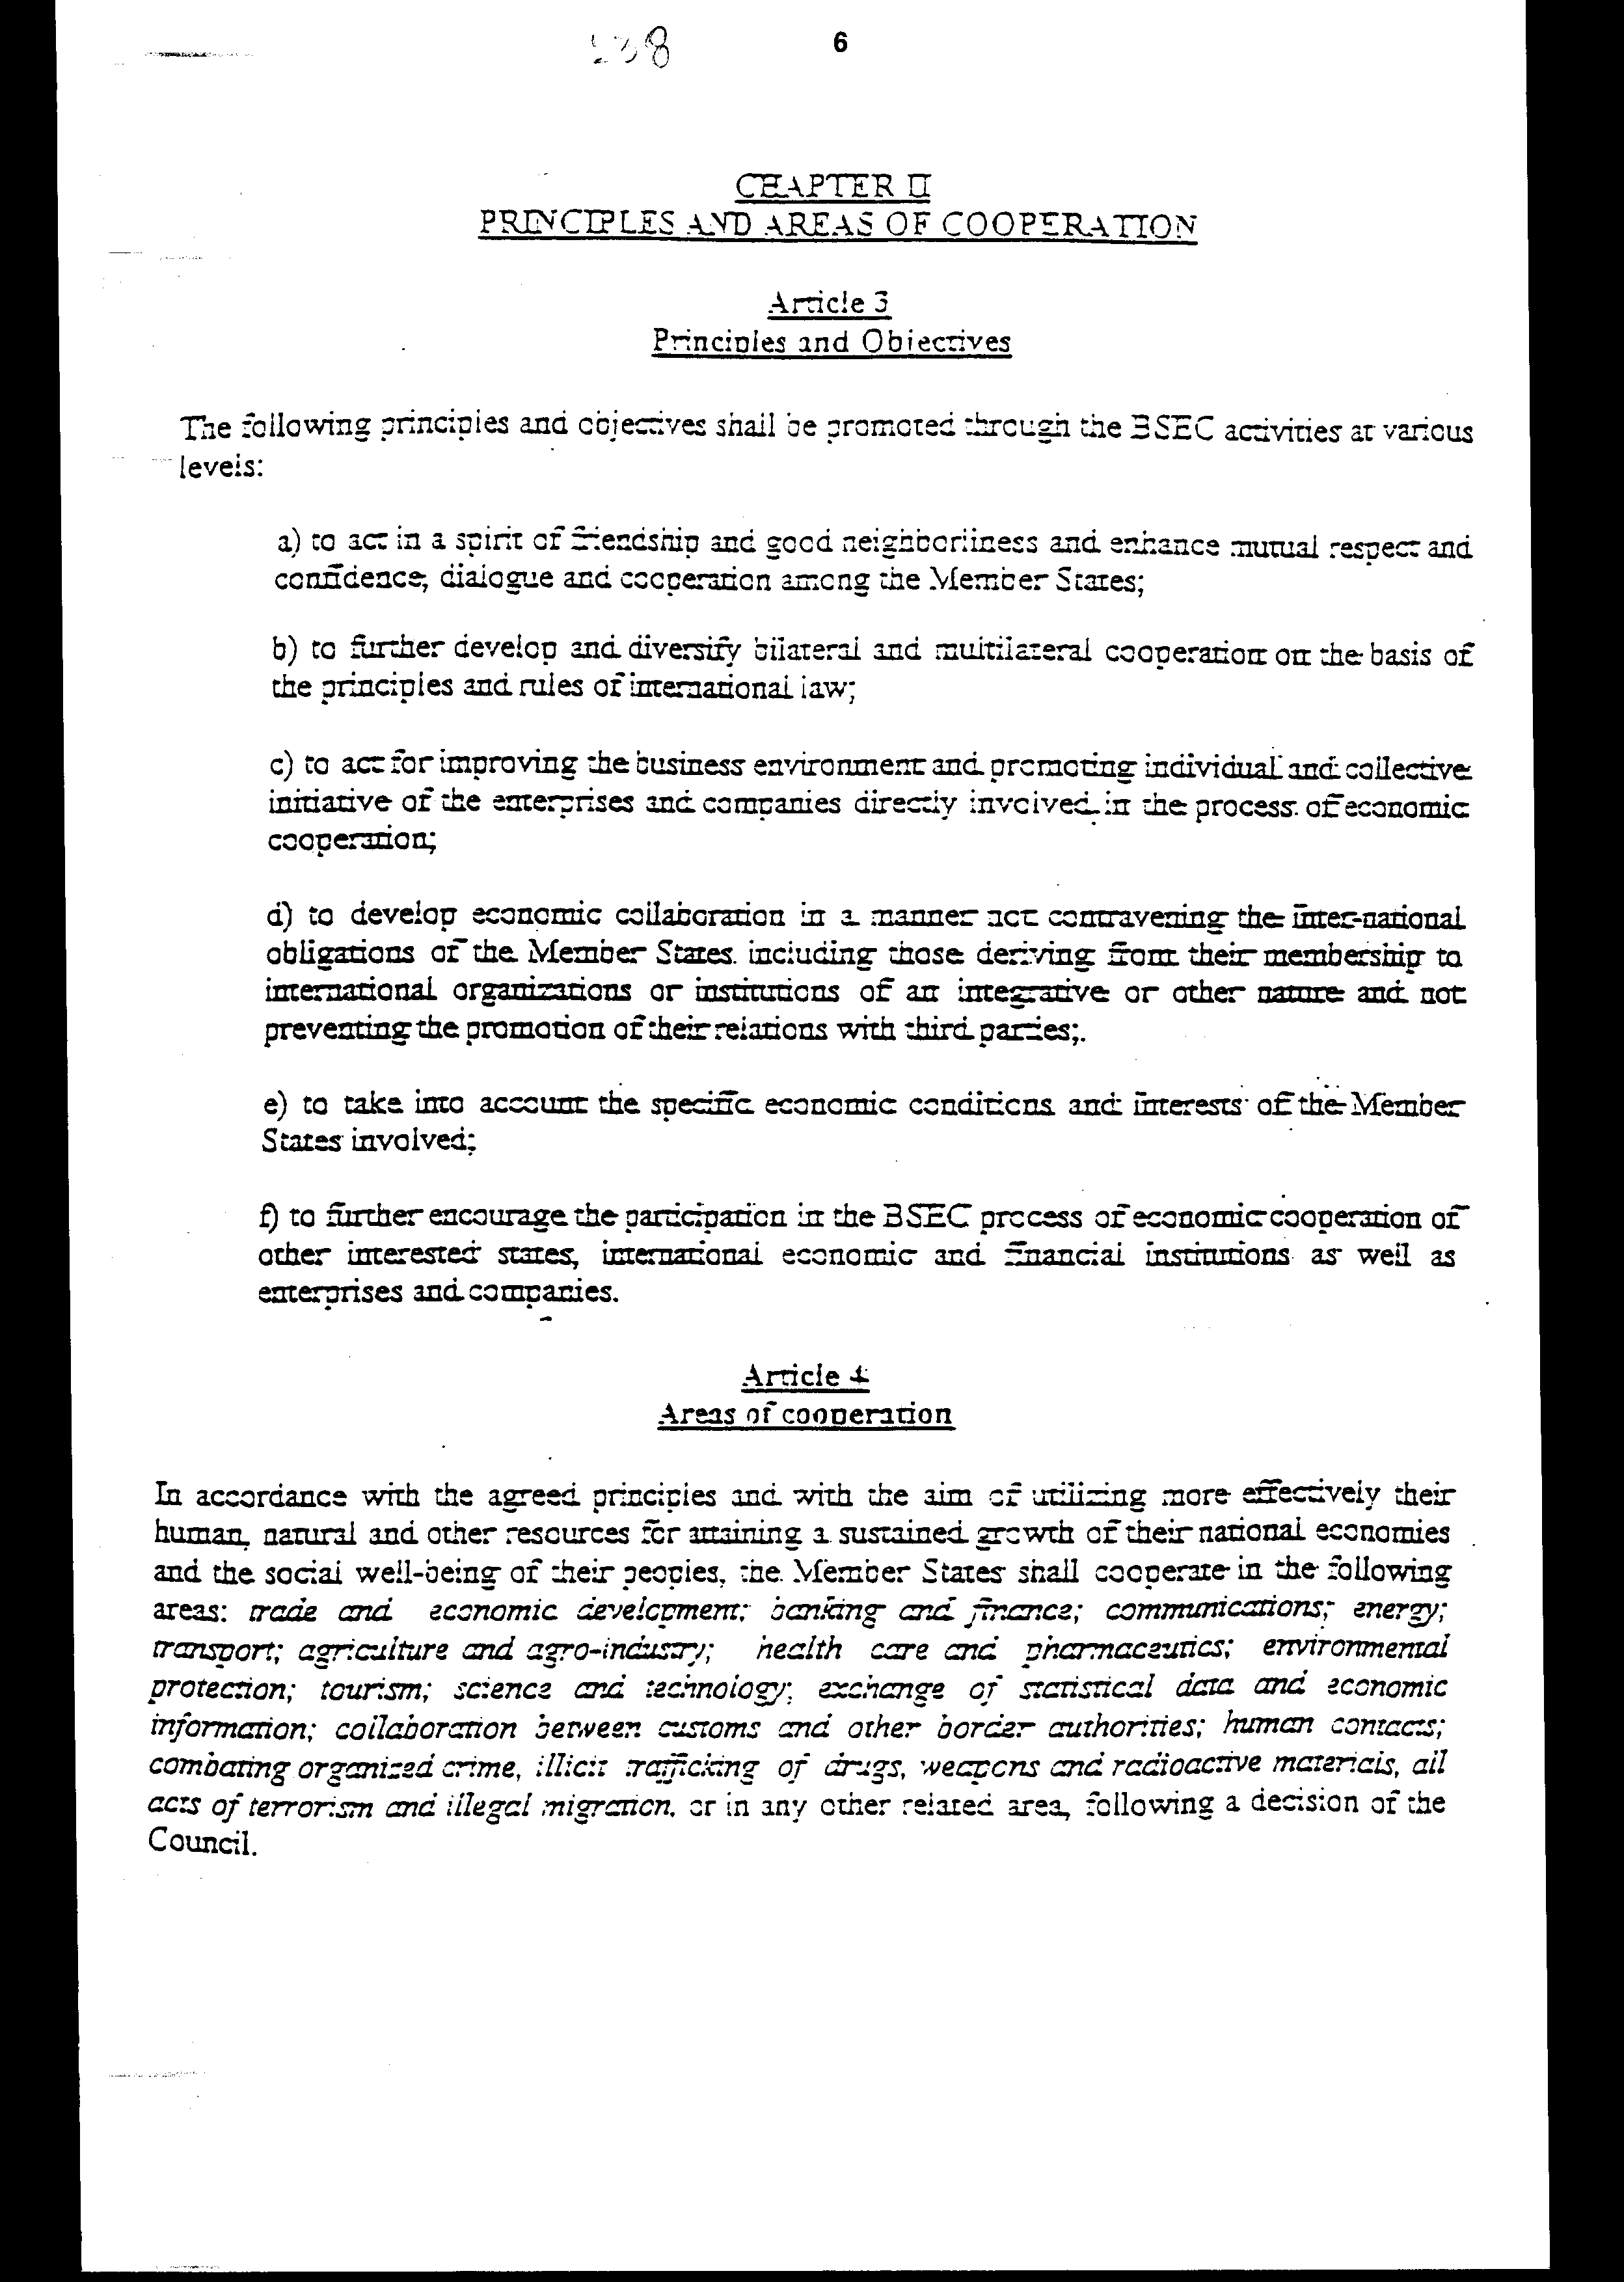 6
CHAPTER II
PRINCIPLES AND AREAS OF COOPERATION
Article 3
Principles and Objectives
The following principles and objectives shall be promoted through the BSEC activities at various
levels:
a) to act in a spirit of friendship and good neighborliness and enhance mutual respect and
confidence, dialogue and cooperation among the Member States;
b) to further develop and diversify bilateral and multilateral cooperation on the basis of
the principles and rules of international law;
c) to act for improving the business environment and promoting individual and collective
initiative of the enterprises and companies directly involved in the process of economic
cooperation;
d) to develop economic collaboration in a manner not contravening the inter-national
obligations of the Member States including those deriving from their membership to
international organizations or institutions of an integrative or other nature and not
preventing the promotion of their relations with third parties;
e) to take into account the specific economic conditions and interests of the Member
States involved;
f) to further encourage the participation in the BSEC process of economic cooperation of
other interested states, international economic and financial institutions as well as
enterprises and companies.
Article 4
Areas of cooperation
In accordance with the agreed principles and with the aim of utilizing more effectively their
human, natural and other resources for attaining a sustained growth of their national economies
and the social well-being of their peoples, the Member States shall cooperate in the following
areas: trade and economic development; banking and finance; communications; energy;
transport; agriculture and agro-industry; health care and pharmaceutics; environmental
protection; tourism; science and technology; exchange of statistical data and economic
information; collaboration between customs and other border authorities; human contacts;
combating organized crime, illicit trafficking of drugs, weapons and radioactive materials, all
acts of terrorism and illegal migration, or in any other related area, following a decision of the
Council.